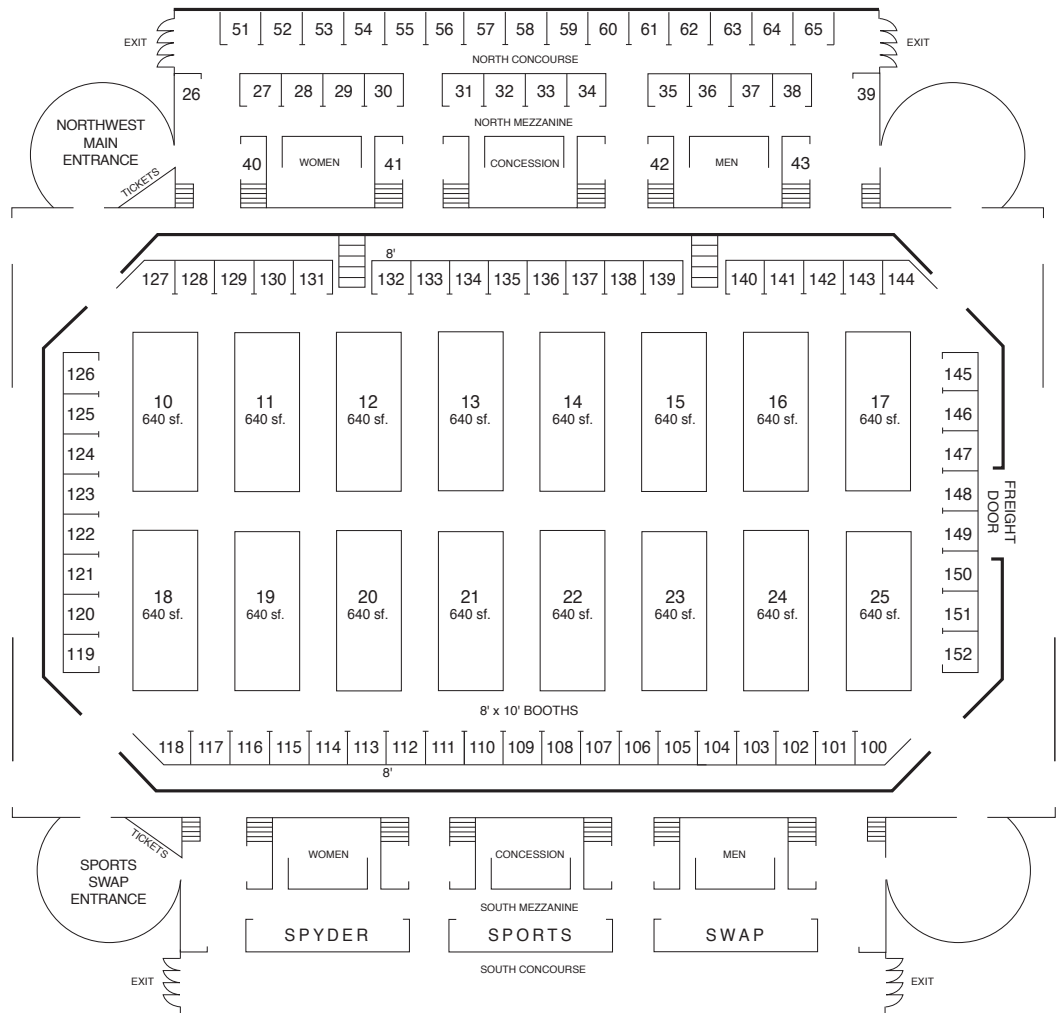 51 52 53 54 55 56 57 58 59 60 61 62 63 64 65
EXIT
EXIT
NORTH CONCOURSE
26 27 28 29 30 31 32 33 34 35 36 37 38 39
NORTHWEST
MAIN
ENTRANCE
TICKETS
NORTH MEZZANINE
40 WOMEN 41 CONCESSION 42 MEN 43
8'
127 128 129 130 131 132 133 134 135 136 137 138 139 140 141 142 143 144
126
125
124
123
122
121
120
119
10 11 12 13 14 15 16 17
640 sf. 640 sf. 640 sf. 640 sf. 640 sf. 640 sf. 640 sf. 640 sf.
18 19 20 21 22 23 24 25
640 sf. 640 sf. 640 sf. 640 sf. 640 sf. 640 sf. 640 sf. 640 sf.
145
146
147
148
149
150
151
152
FREIGHT
DOOR
8' x 10' BOOTHS
118 117 116 115 114 113 112 111 110 109 108 107 106 105 104 103 102 101 100
8'
TICKETS
SPORTS
SWAP
ENTRANCE
WOMEN CONCESSION MEN
SOUTH MEZZANINE
SPYDER SPORTS SWAP
SOUTH CONCOURSE
EXIT
EXIT